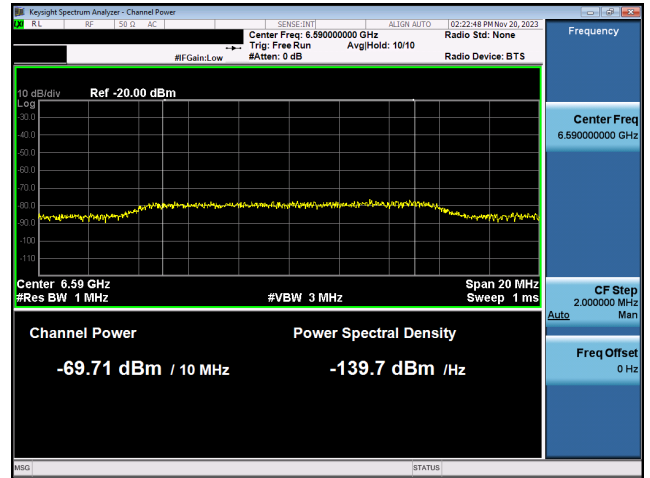 Keysight Spectrum Analyzer - Channel Power
LXI RL RF 50 Ω AC SENSE:INT ALIGN AUTO 02:22:48 PM Nov 20, 2023
Center Freq: 6.590000000 GHz Radio Std: None
Trig: Free Run Avg|Hold: 10/10
#IFGain:Low #Atten: 0 dB Radio Device: BTS
Frequency
10 dB/div Ref -20.00 dBm
Log
-30.0
-40.0
-50.0
-60.0
-70.0
-80.0
-90.0
-100
-110
Center 6.59 GHz Span 20 MHz
#Res BW 1 MHz #VBW 3 MHz Sweep 1 ms
Center Freq
6.590000000 GHz
CF Step
2.000000 MHz
Auto Man
Freq Offset
0 Hz
Channel Power Power Spectral Density
-69.71 dBm / 10 MHz -139.7 dBm /Hz
MSG STATUS